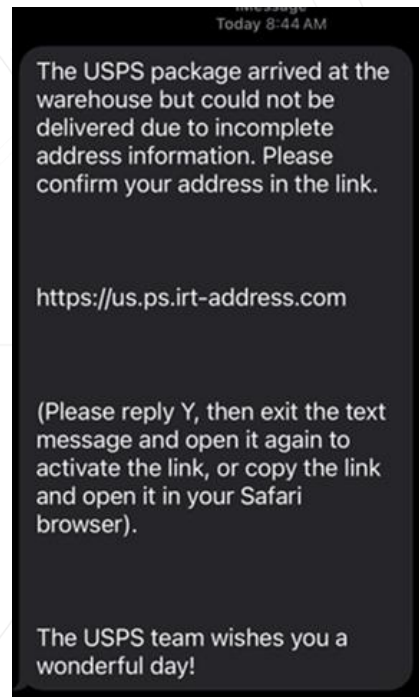 iMessage
Today 8:44 AM
The USPS package arrived at the
warehouse but could not be
delivered due to incomplete
address information. Please
confirm your address in the link.
https://us.ps.irt-address.com
(Please reply Y, then exit the text
message and open it again to
activate the link, or copy the link
and open it in your Safari
browser).
The USPS team wishes you a
wonderful day!